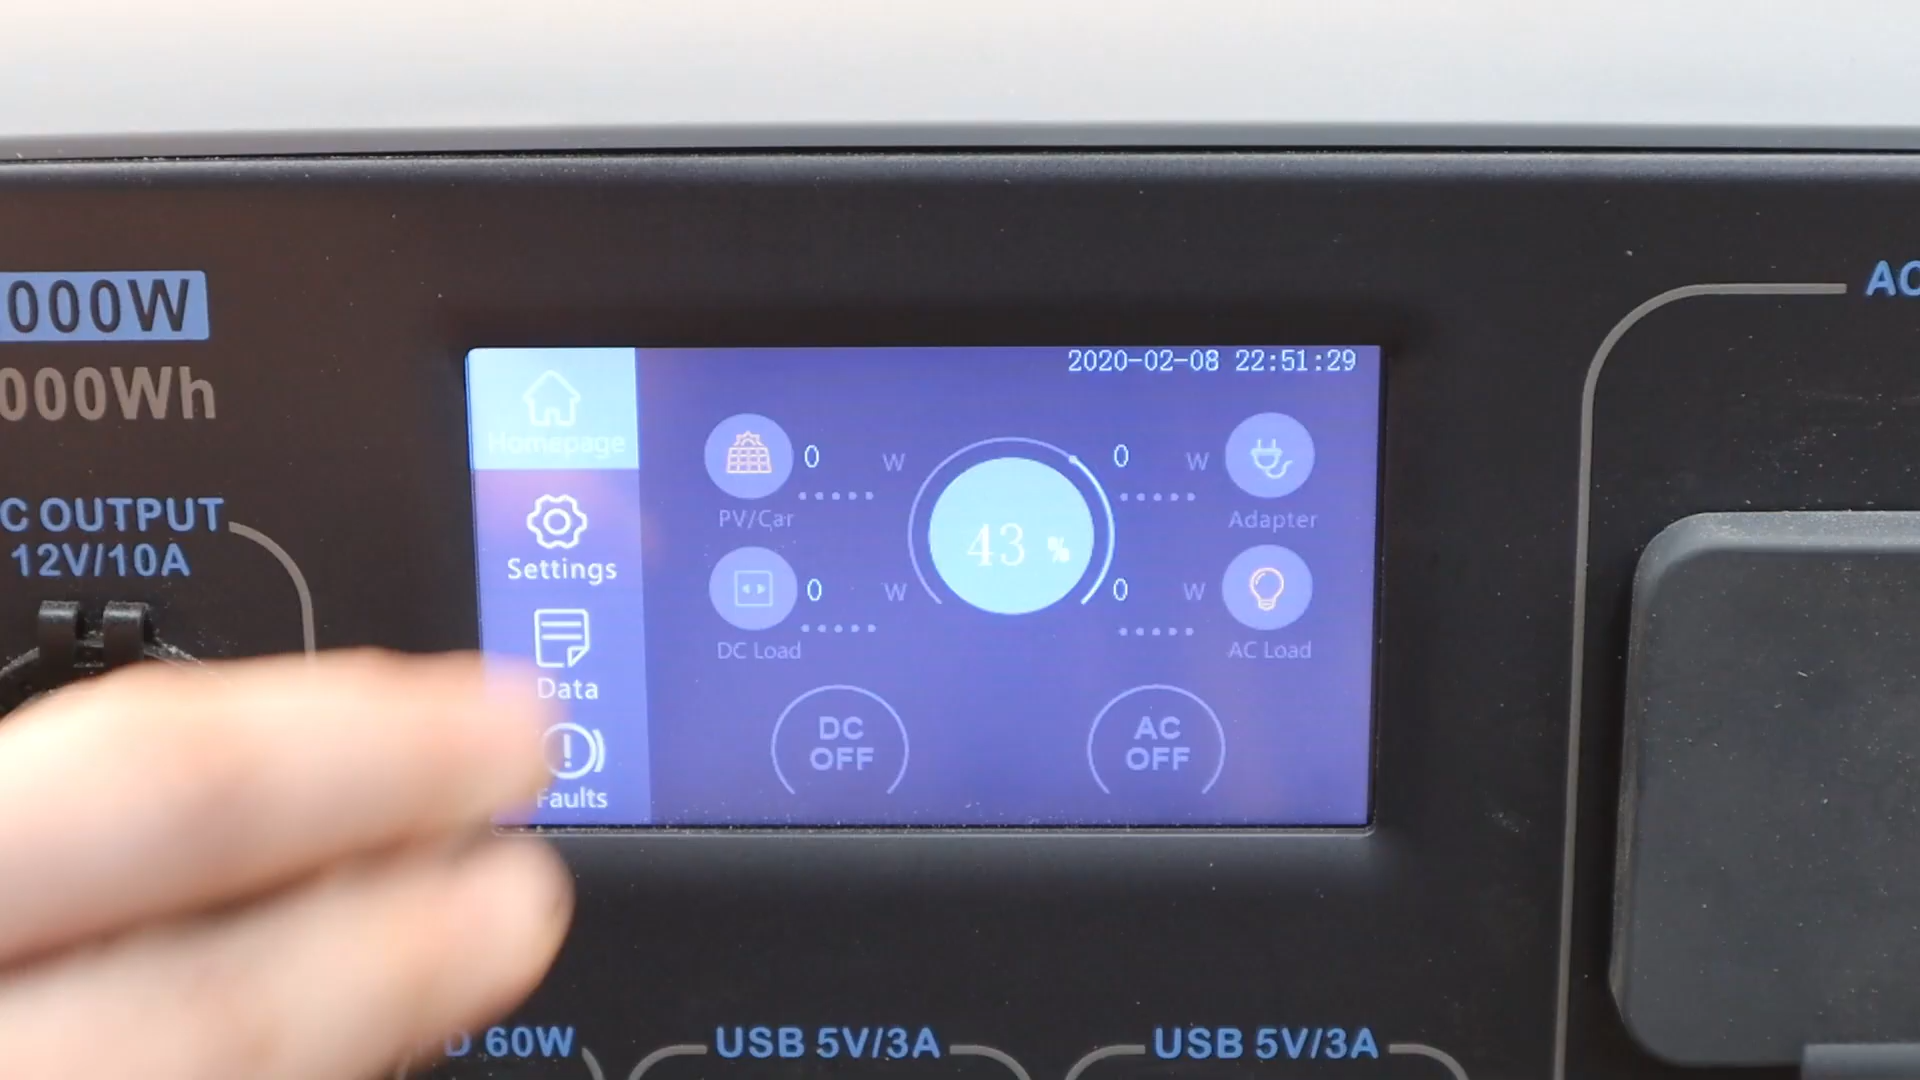 000W
000Wh
C OUTPUT
12V/10A
Homepage
Settings
Data
Faults
2020-02-08 22:51:29
0 W
PV/Car
0 W
DC Load
43 %
0 W
Adapter
0 W
AC Load
DC
OFF
AC
OFF
AC
D 60W
USB 5V/3A
USB 5V/3A